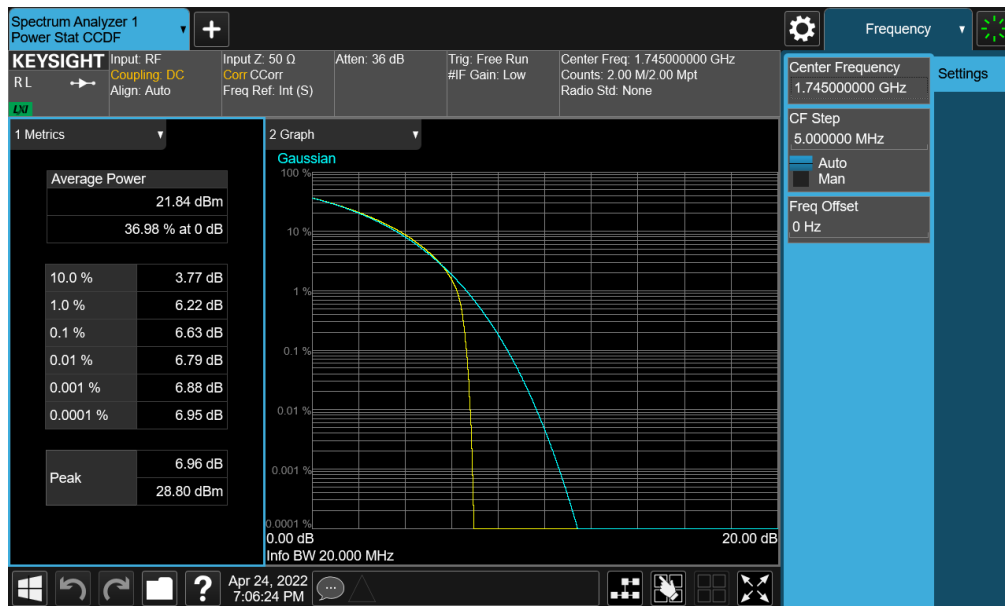 Spectrum Analyzer 1
Power Stat CCDF
Frequency
KEYSIGHT
RL
LXI
Input: RF
Coupling: DC
Align: Auto
Input Z: 50 Ω
Corr CCorr
Freq Ref: Int (S)
Atten: 36 dB
Trig: Free Run
#IF Gain: Low
Center Freq: 1.745000000 GHz
Counts: 2.00 M/2.00 Mpt
Radio Std: None
Center Frequency
1.745000000 GHz
Settings
CF Step
5.000000 MHz
Auto
Man
Freq Offset
0 Hz
1 Metrics
Average Power
21.84 dBm
36.98 % at 0 dB
10.0 % 3.77 dB
1.0 % 6.22 dB
0.1 % 6.63 dB
0.01 % 6.79 dB
0.001 % 6.88 dB
0.0001 % 6.95 dB
Peak
6.96 dB
28.80 dBm
2 Graph
Gaussian
100 %
10 %
1 %
0.1 %
0.01 %
0.001 %
0.0001 %
0.00 dB 20.00 dB
Info BW 20.000 MHz
?
Apr 24, 2022
7:06:24 PM